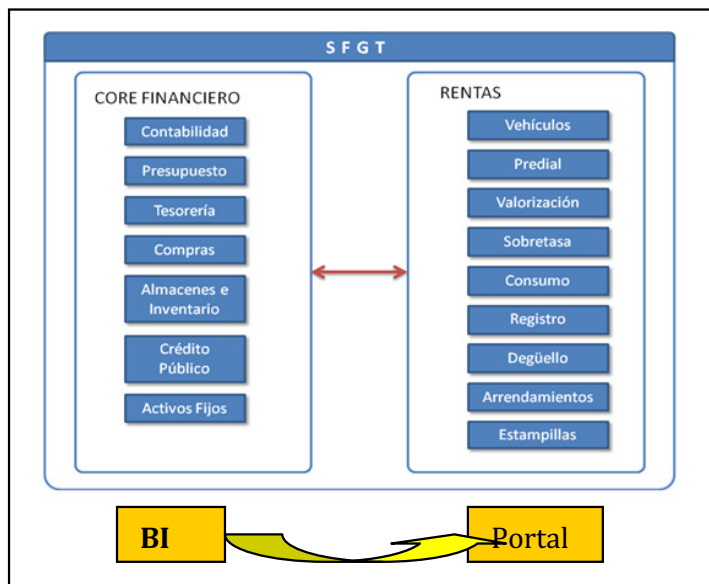 S F G T
CORE FINANCIERO
Contabilidad
Presupuesto
Tesorería
Compras
Almacenes e
Inventario
Crédito
Público
Activos Fijos
RENTAS
Vehículos
Predial
Valorización
Sobretasa
Consumo
Registro
Degüello
Arrendamientos
Estampillas
BI
Portal